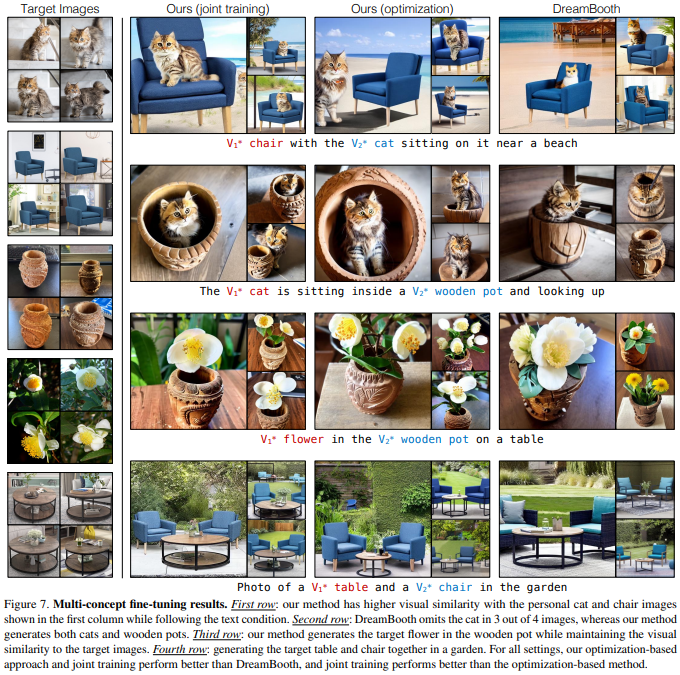 Target Images
Ours (joint training)
Ours (optimization)
DreamBooth
V₁* chair with the V₂* cat sitting on it near a beach
The V₁* cat is sitting inside a V₂* wooden pot and looking up
V₁* flower in the V₂* wooden pot on a table
Photo of a V₁* table and a V₂* chair in the garden
Figure 7. Multi-concept fine-tuning results. First row: our method has higher visual similarity with the personal cat and chair images
shown in the first column while following the text condition. Second row: DreamBooth omits the cat in 3 out of 4 images, whereas our method
generates both cats and wooden pots. Third row: our method generates the target flower in the wooden pot while maintaining the visual
similarity to the target images. Fourth row: generating the target table and chair together in a garden. For all settings, our optimization-based
approach and joint training perform better than DreamBooth, and joint training performs better than the optimization-based method.